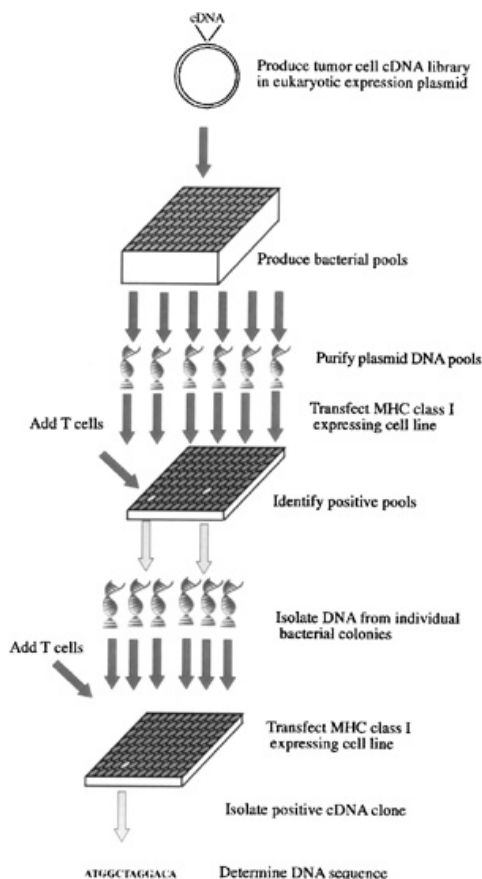 cDNA
Produce tumor cell cDNA library
in eukaryotic expression plasmid
Produce bacterial pools
Purify plasmid DNA pools
Transfect MHC class I
expressing cell line
Add T cells
Identify positive pools
Isolate DNA from individual
bacterial colonies
Add T cells
Transfect MHC class I
expressing cell line
Isolate positive cDNA clone
ATGGCTAGGACA
Determine DNA sequence